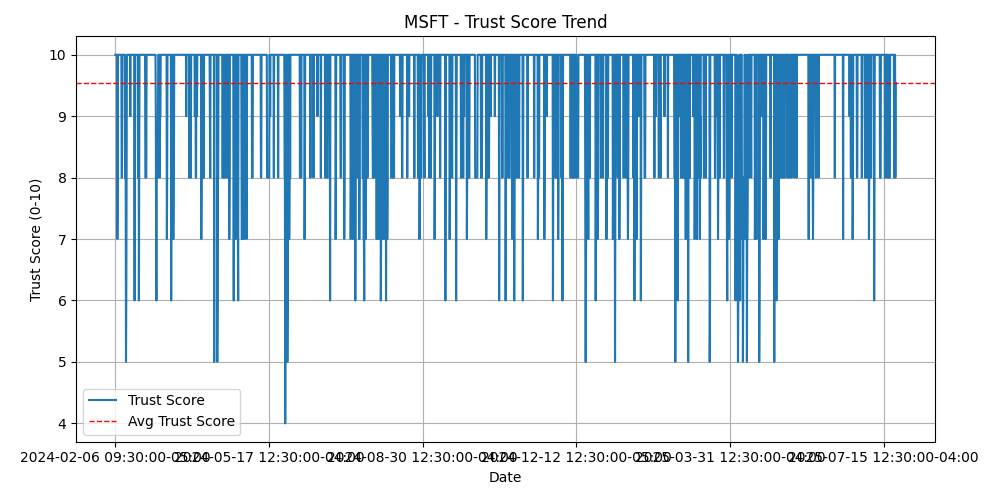 MSFT - Trust Score Trend
10
9
8
7
6
5
4
Trust Score (0-10)
Trust Score
Avg Trust Score
2024-02-06 09:30:00-05:00
2024-05-17 12:30:00-04:00
2024-08-30 12:30:00-04:00
2024-12-12 12:30:00-05:00
2025-03-31 12:30:00-04:00
2025-07-15 12:30:00-04:00
Date